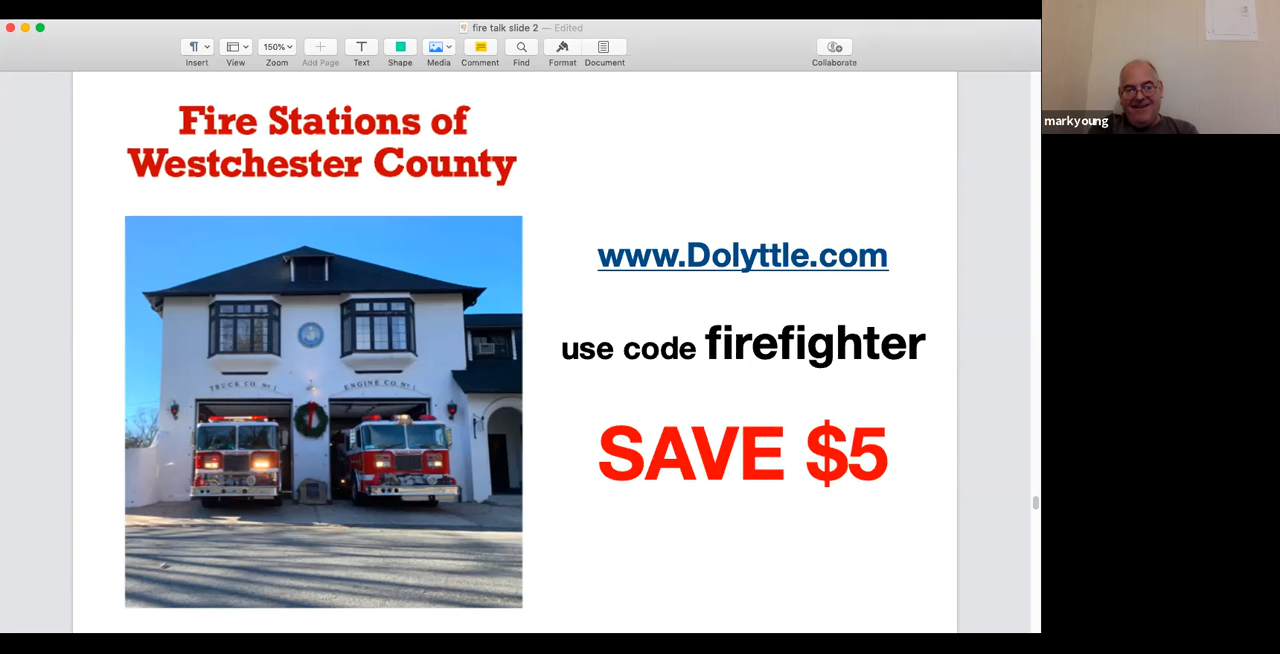 fire talk slide 2 — Edited
150%
Insert
View
Zoom
Add Page
Text
Shape
Media
Comment
Find
Format
Document
Collaborate
markyoung
Fire Stations of
Westchester County
www.Dolyttle.com
use code firefighter
SAVE $5
TRUCK CO. Nº 1
ENGINE CO. Nº 1